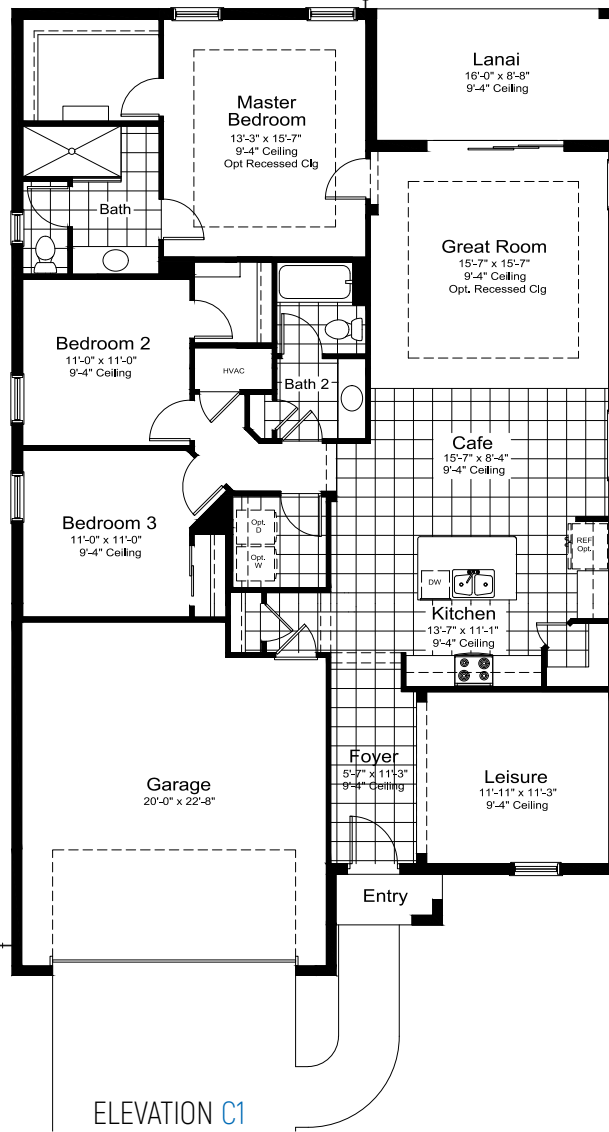 Lanai
16'-0" x 8'-8"
9'-4" Ceiling
Master
Bedroom
13'-3" x 15'-7"
9'-4" Ceiling
Opt Recessed Clg
Bath
Great Room
15'-7" x 15'-7"
9'-4" Ceiling
Opt. Recessed Clg
Bedroom 2
11'-0" x 11'-0"
9'-4" Ceiling
HVAC
Bath 2
Cafe
15'-7" x 8'-4"
9'-4" Ceiling
Bedroom 3
11'-0" x 11'-0"
9'-4" Ceiling
Opt.
D
Opt.
W
REF
Opt.
DW
Kitchen
13'-7" x 11'-1"
9'-4" Ceiling
Foyer
5'-7" x 11'-3"
9'-4" Ceiling
Garage
20'-0" x 22'-8"
Leisure
11'-11" x 11'-3"
9'-4" Ceiling
Entry
ELEVATION C1